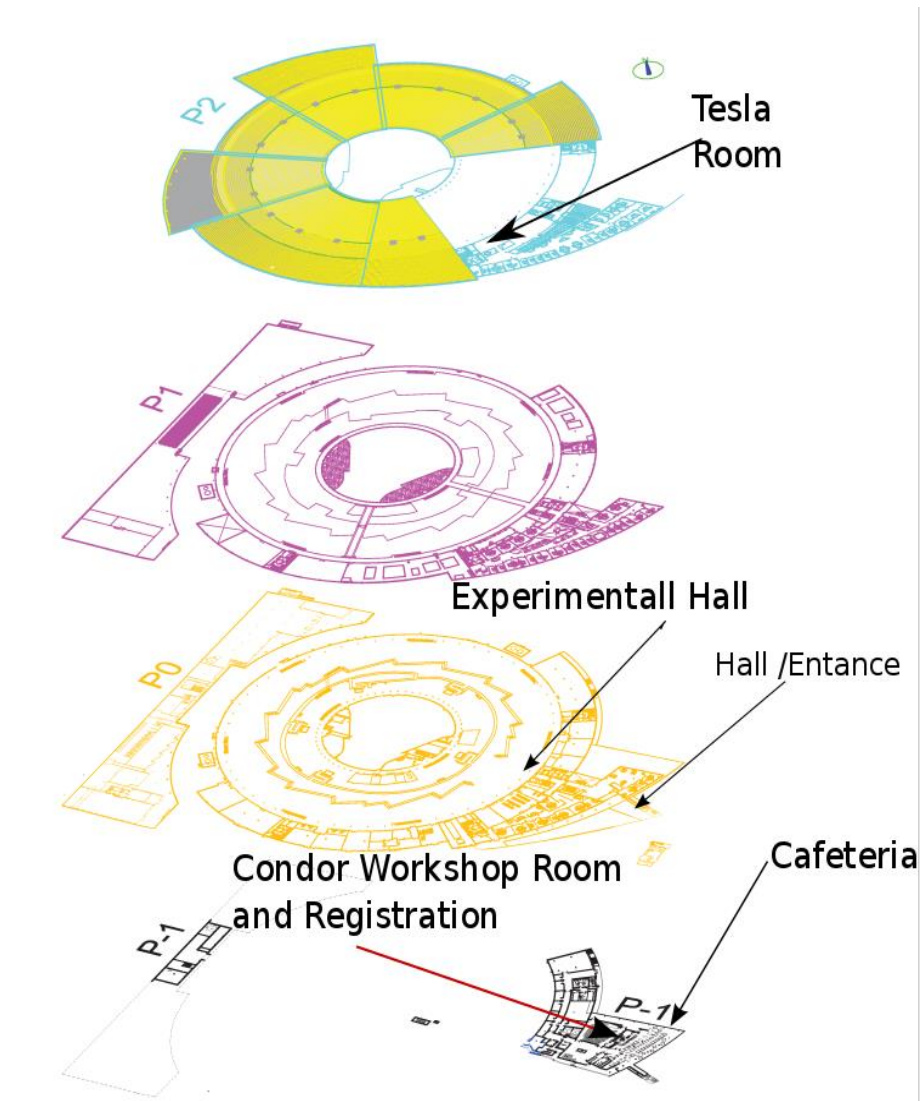 P2
Tesla
Room
P1
Experimentall Hall
P0
Hall /Entance
Condor Workshop Room
and Registration
Cafeteria
P-1
P-1